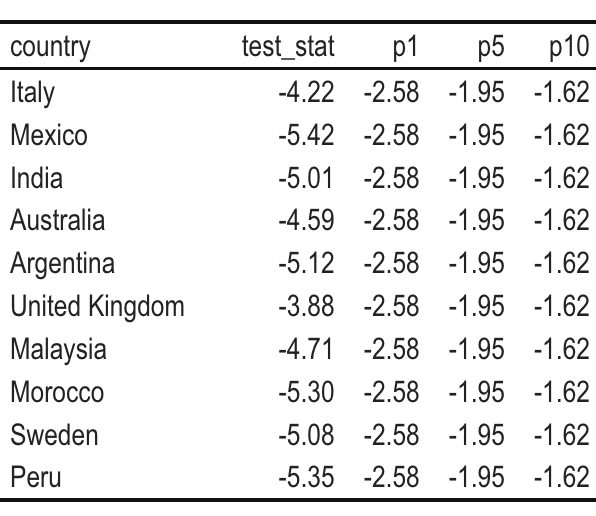 country test_stat p1 p5 p10
Italy -4.22 -2.58 -1.95 -1.62
Mexico -5.42 -2.58 -1.95 -1.62
India -5.01 -2.58 -1.95 -1.62
Australia -4.59 -2.58 -1.95 -1.62
Argentina -5.12 -2.58 -1.95 -1.62
United Kingdom -3.88 -2.58 -1.95 -1.62
Malaysia -4.71 -2.58 -1.95 -1.62
Morocco -5.30 -2.58 -1.95 -1.62
Sweden -5.08 -2.58 -1.95 -1.62
Peru -5.35 -2.58 -1.95 -1.62